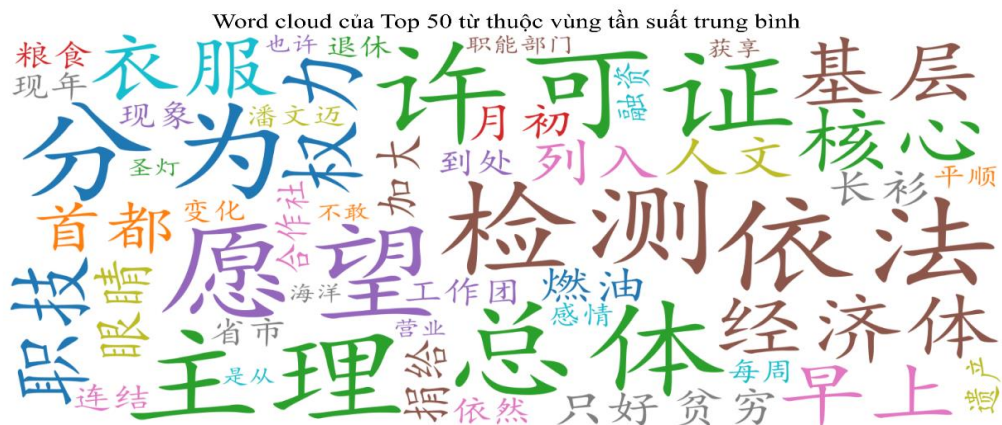 Word cloud của Top 50 từ thuộc vùng tần suất trung bình
粮食
衣服
也许
退休
权力
许可证
职能部门
获享
融资
基层
现年
现象
潘文迈
分为
圣灯
月初
到处
列入
人文
核心
长衫
平顺
加大
首都
变化
合作社
不敢
愿望
检测
依法
职技
眼睛
海洋
工作团
燃油
感情
省市
营业
经济体
主理
总体
是从
捐给
每周
早上
遗产
连结
依然
只好
贫穷